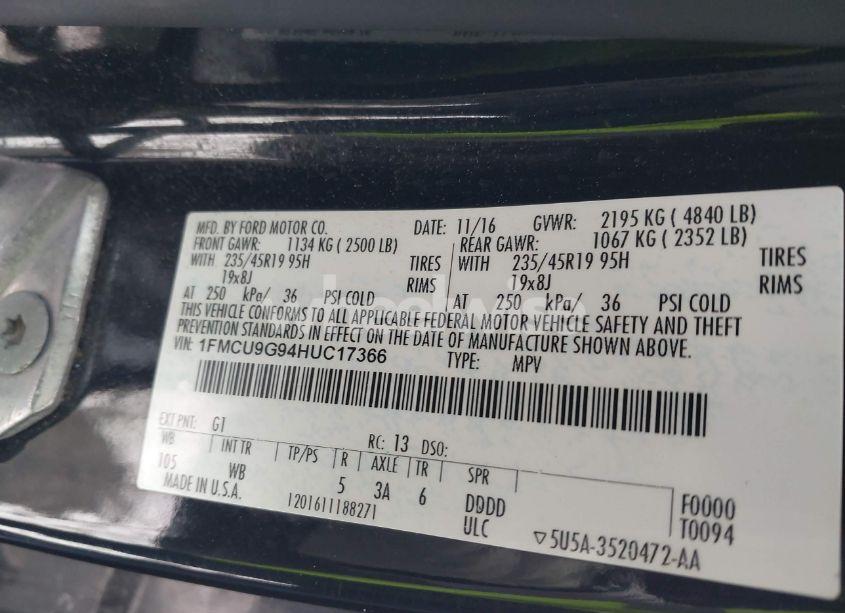 MFD. BY FORD MOTOR CO. DATE: 11/16 GVWR: 2195 KG ( 4840 LB)
FRONT GAWR: 1134 KG ( 2500 LB) REAR GAWR: 1067 KG ( 2352 LB)
WITH 235/45R19 95H TIRES WITH 235/45R19 95H TIRES
19x8J RIMS 19x8J RIMS
AT 250 kPa/ 36 PSI COLD AT 250 kPa/ 36 PSI COLD
THIS VEHICLE CONFORMS TO ALL APPLICABLE FEDERAL MOTOR VEHICLE SAFETY AND THEFT
PREVENTION STANDARDS IN EFFECT ON THE DATE OF MANUFACTURE SHOWN ABOVE.
VIN: 1FMCU9G94HUC17366 TYPE: MPV
EXT PNT: G1 RC: 13 DSO:
WB INT TR TP/PS R AXLE TR SPR
105 WB 5 3A 6 DDDD F0000
MADE IN U.S.A. 1201611188271 ULC T0094
▽5U5A-3520472-AA